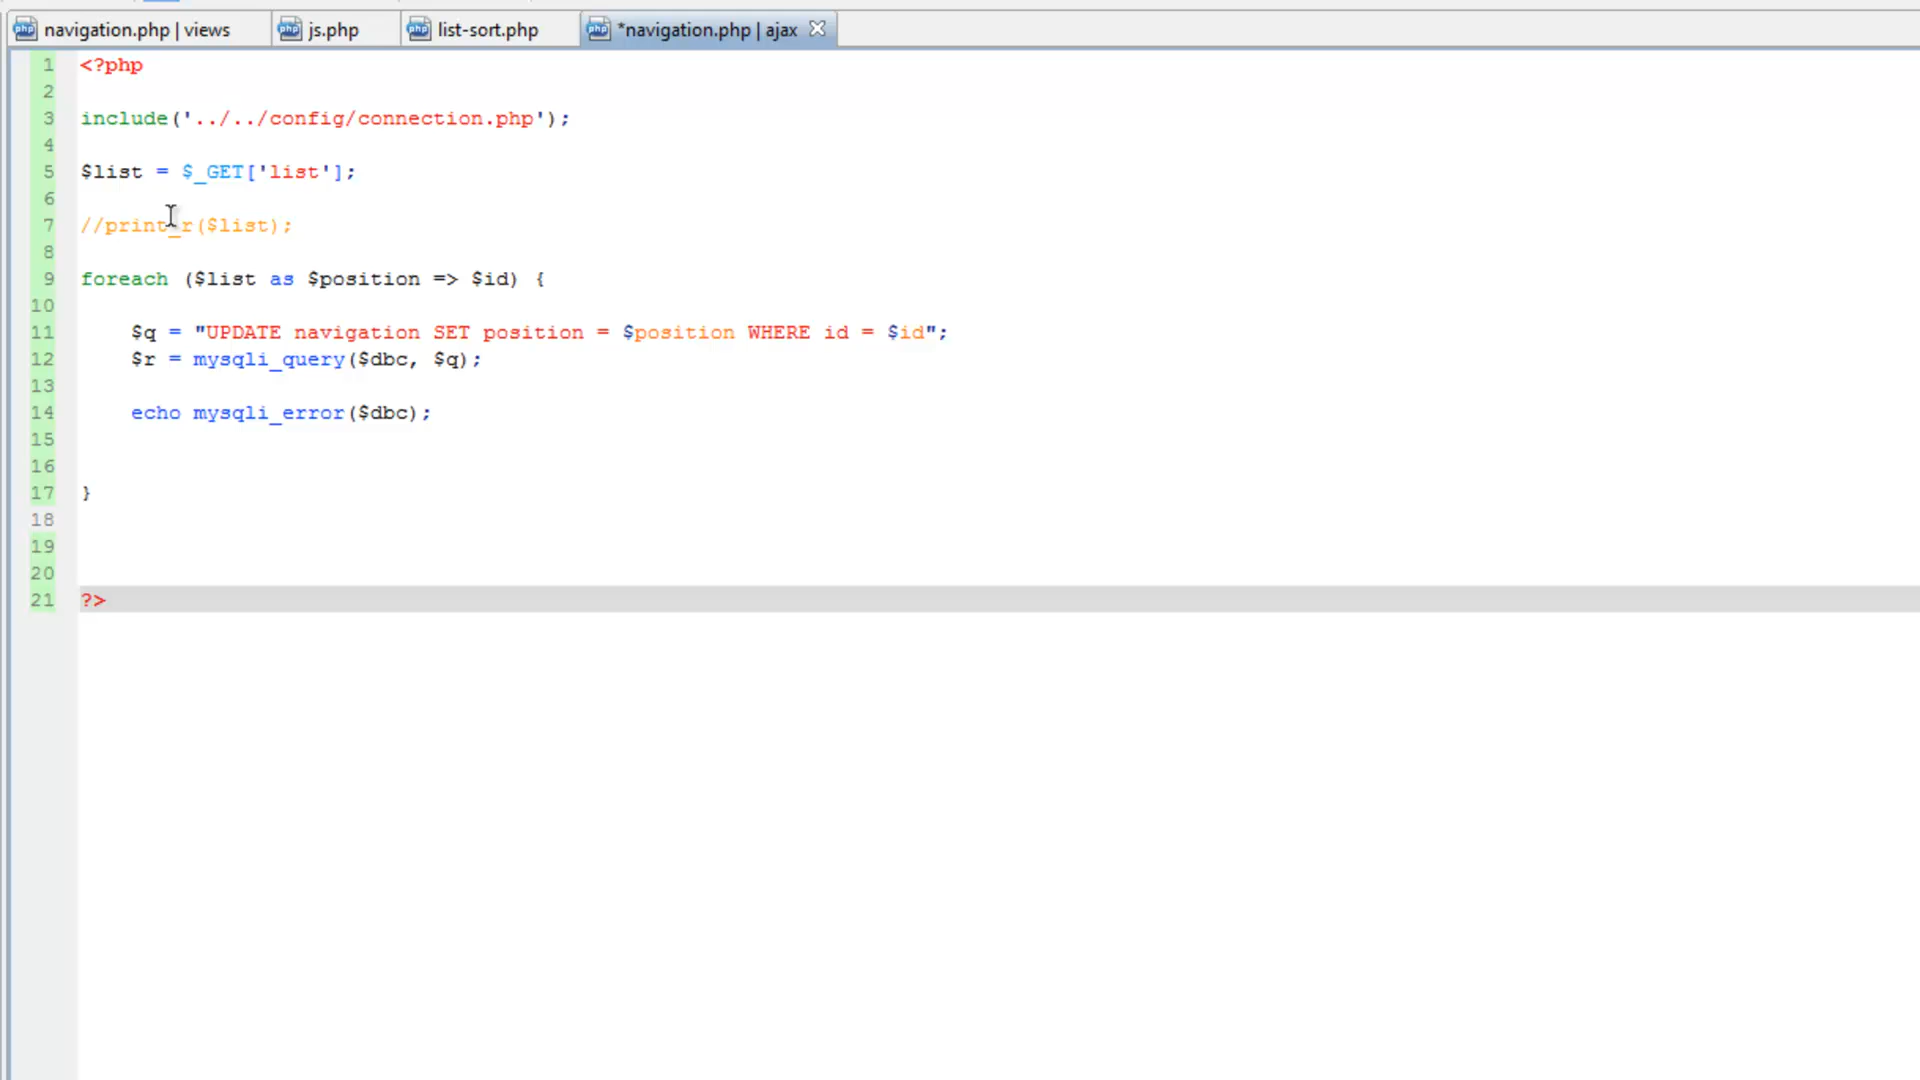 navigation.php | views js.php list-sort.php *navigation.php | ajax
1 <?php
2
3 include('../../config/connection.php');
4
5 $list = $_GET['list'];
6
7 //print_r($list);
8
9 foreach ($list as $position => $id) {
10
11 $q = "UPDATE navigation SET position = $position WHERE id = $id";
12 $r = mysqli_query($dbc, $q);
13
14 echo mysqli_error($dbc);
15
16
17 }
18
19
20
21 ?>